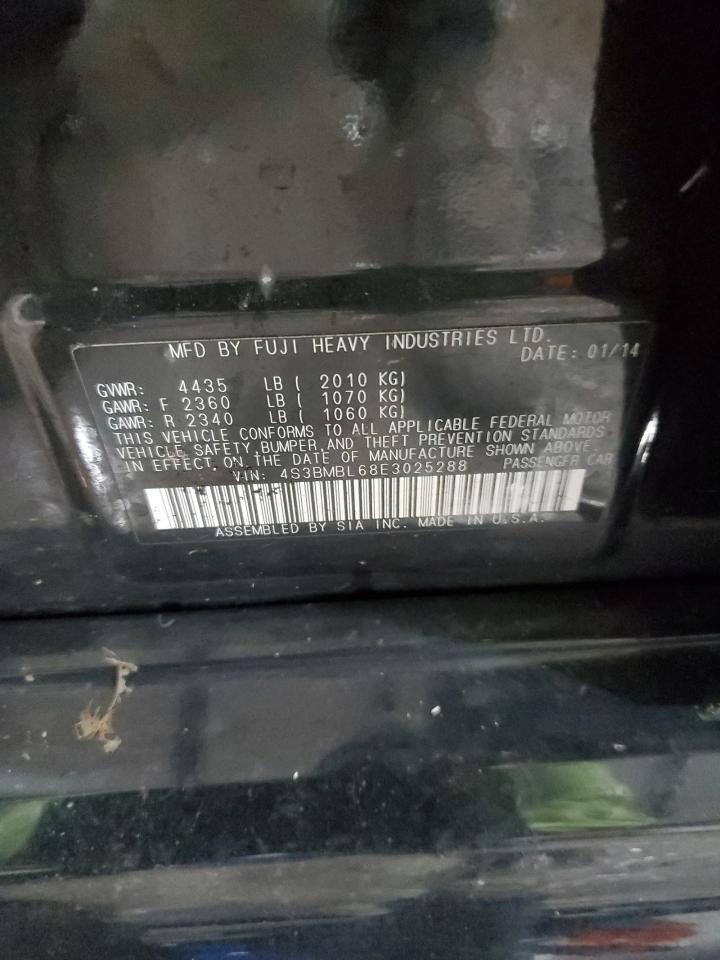 MFD BY FUJI HEAVY INDUSTRIES LTD.
DATE: 01/14
GVWR: 4435 LB ( 2010 KG)
GAWR: F 2360 LB ( 1070 KG)
GAWR: R 2340 LB ( 1060 KG)
THIS VEHICLE CONFORMS TO ALL APPLICABLE FEDERAL MOTOR
VEHICLE SAFETY, BUMPER, AND THEFT PREVENTION STANDARDS
IN EFFECT ON THE DATE OF MANUFACTURE SHOWN ABOVE
VIN: 4S3BMBL68E3025288 PASSENGER CAR
ASSEMBLED BY SIA INC. MADE IN U.S.A.